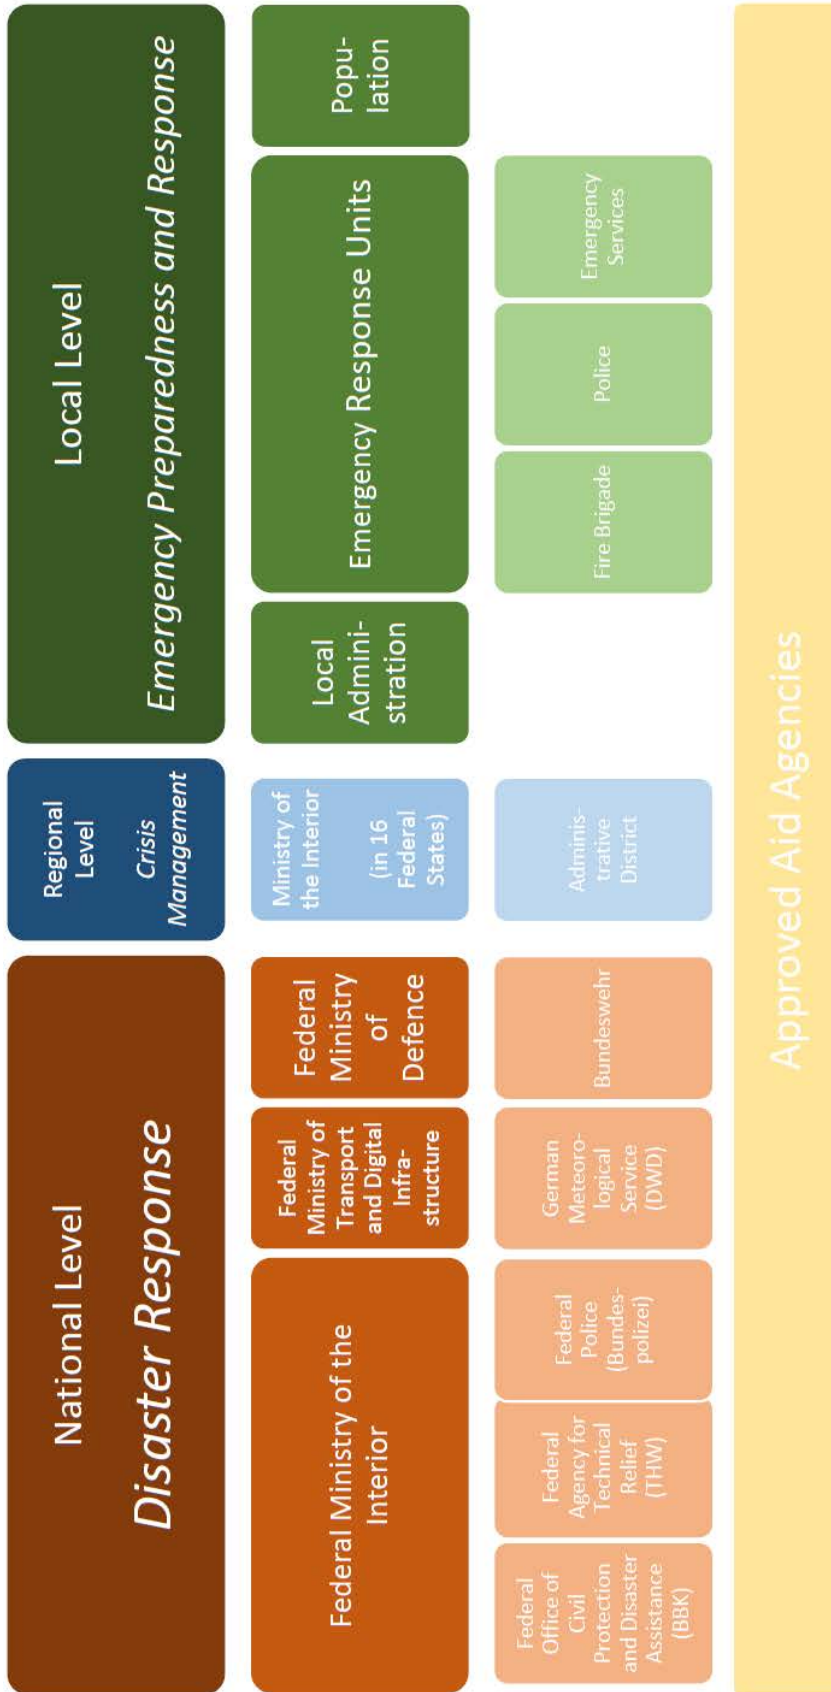 National Level
Disaster Response
Regional
Level
Crisis
Management
Local Level
Emergency Preparedness and Response
Federal Ministry of the
Interior
Federal
Ministry of
Transport
and Digital
Infra-
structure
Federal
Ministry
of
Defence
Ministry of
the Interior
(in 16
Federal
States)
Local
Admini-
stration
Emergency Response Units
Popu-
lation
Federal
Office of
Civil
Protection
and Disaster
Assistance
(BBK)
Federal
Agency for
Technical
Relief
(THW)
Federal
Police
(Bundes-
polizei)
German
Meteoro-
logical
Service
(DWD)
Bundeswehr
Adminis-
trative
District
Fire Brigade
Police
Emergency
Services
Approved Aid Agencies